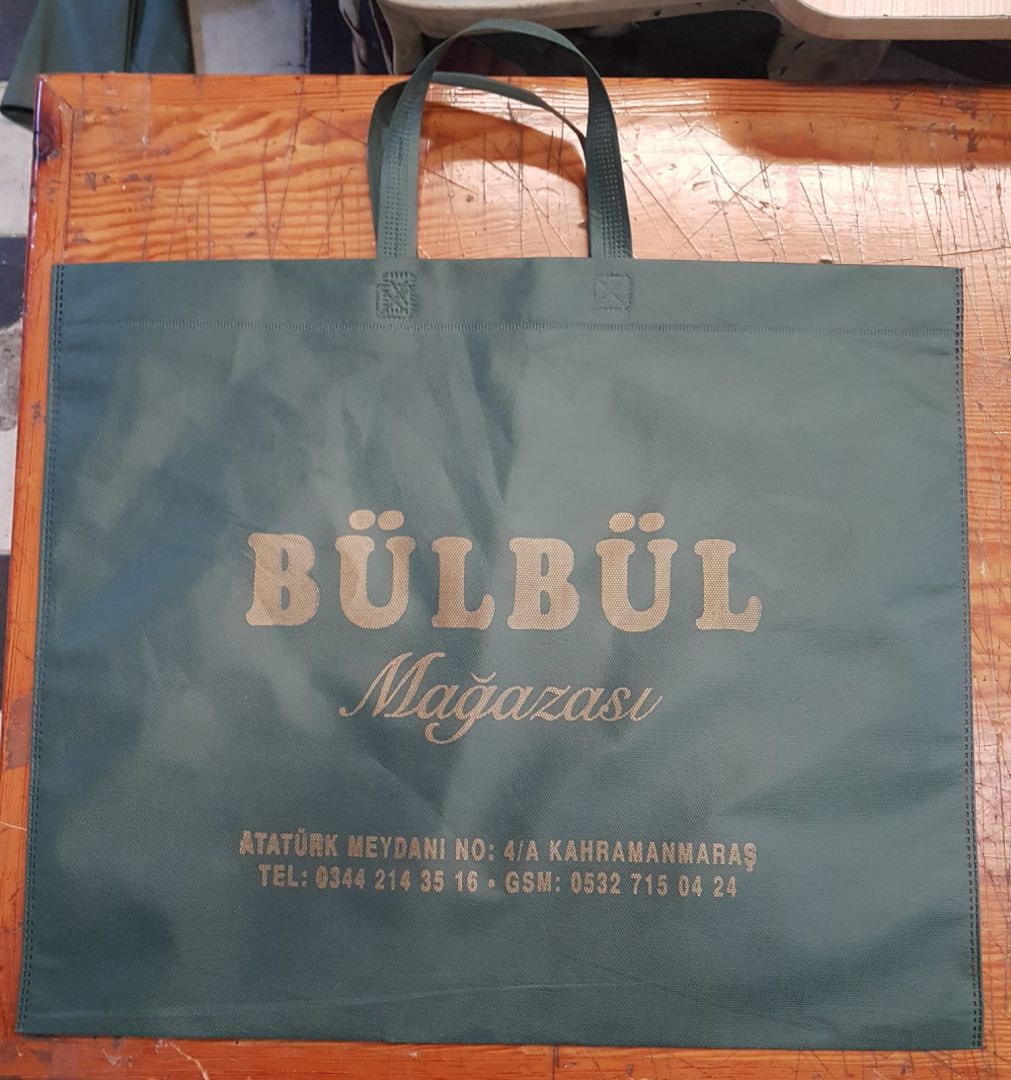 BÜLBÜL
Mağazası
ATATÜRK MEYDANI NO: 4/A KAHRAMANMARAŞ
TEL: 0344 214 35 16 • GSM: 0532 715 04 24